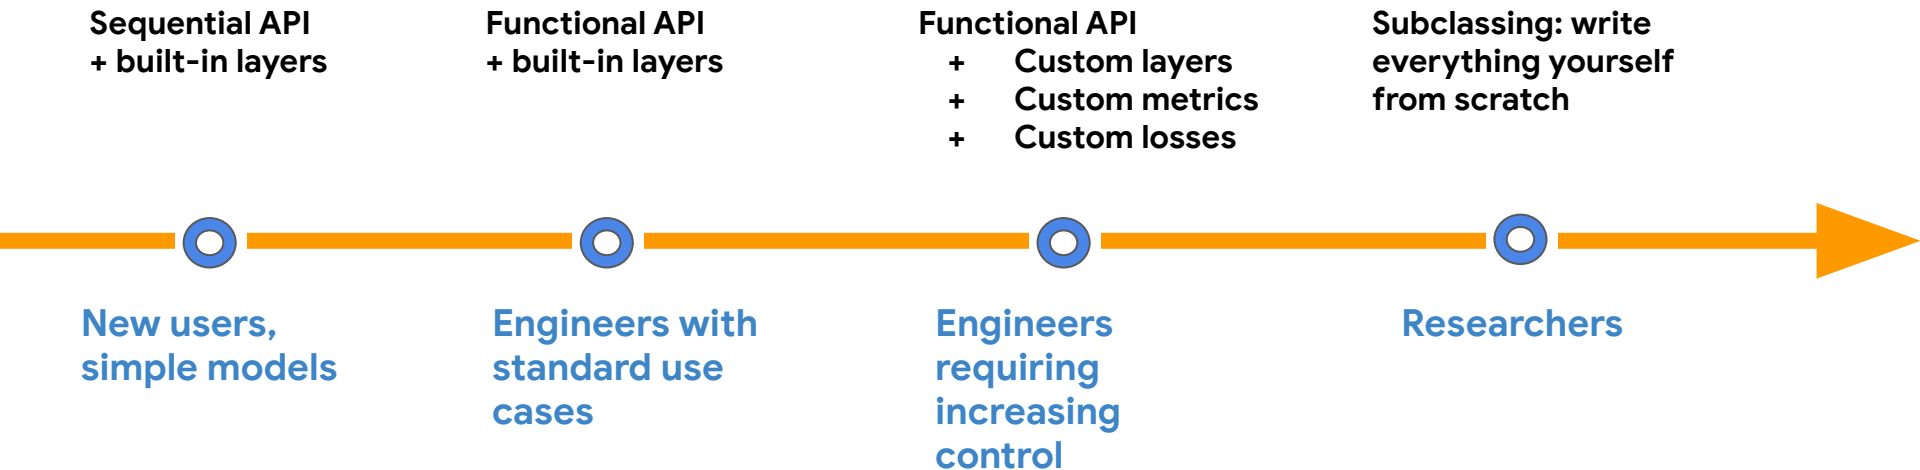 Sequential API
+ built-in layers
Functional API
+ built-in layers
Functional API
+ Custom layers
+ Custom metrics
+ Custom losses
Subclassing: write
everything yourself
from scratch
New users,
simple models
Engineers with
standard use
cases
Engineers
requiring
increasing
control
Researchers